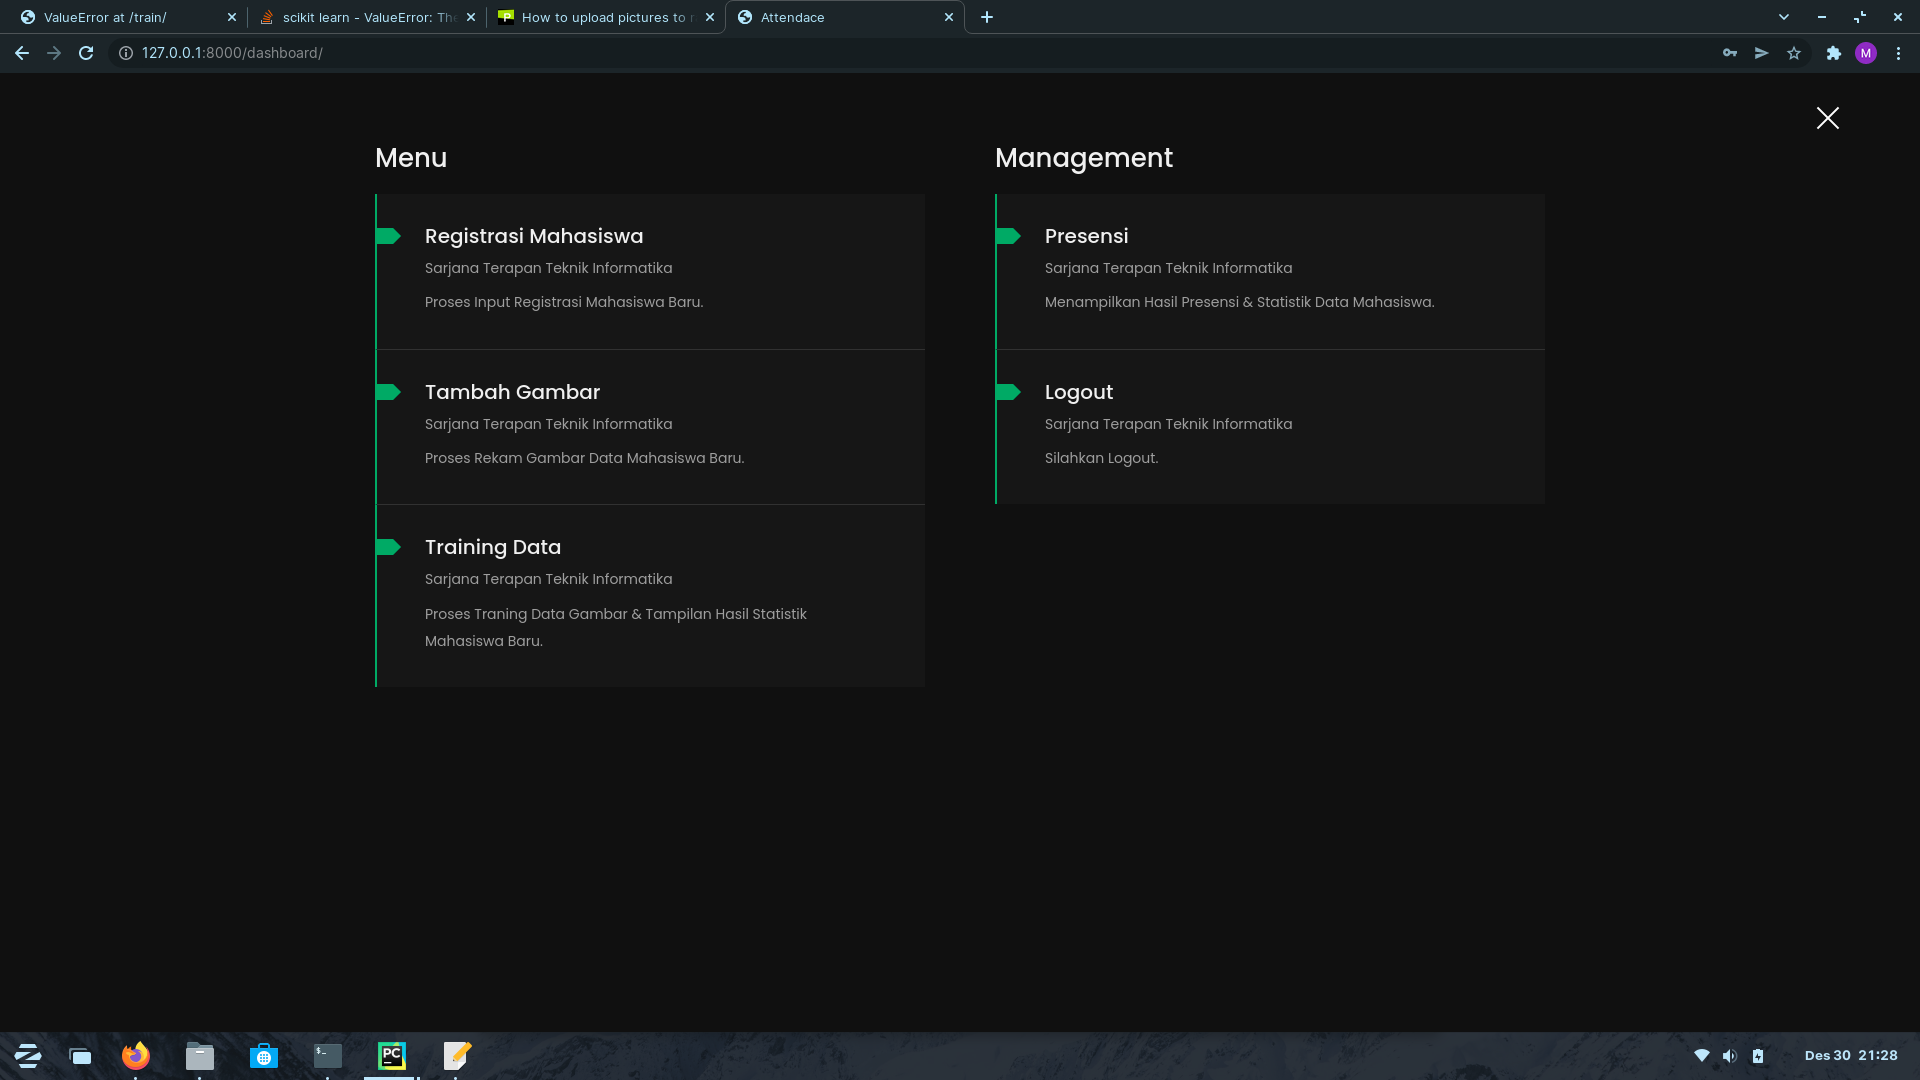 ValueError at /train/
scikit learn - ValueError: The
How to upload pictures to
Attendace
127.0.0.1:8000/dashboard/
M
Menu
Registrasi Mahasiswa
Sarjana Terapan Teknik Informatika
Proses Input Registrasi Mahasiswa Baru.
Tambah Gambar
Sarjana Terapan Teknik Informatika
Proses Rekam Gambar Data Mahasiswa Baru.
Training Data
Sarjana Terapan Teknik Informatika
Proses Traning Data Gambar & Tampilan Hasil Statistik
Mahasiswa Baru.
Management
Presensi
Sarjana Terapan Teknik Informatika
Menampilkan Hasil Presensi & Statistik Data Mahasiswa.
Logout
Sarjana Terapan Teknik Informatika
Silahkan Logout.
$-
PC
Des 30 21:28